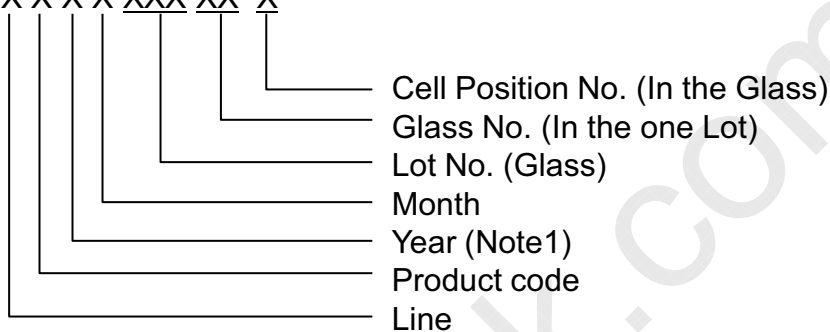 X X X X XXX XX X
Cell Position No. (In the Glass)
Glass No. (In the one Lot)
Lot No. (Glass)
Month
Year (Note1)
Product code
Line